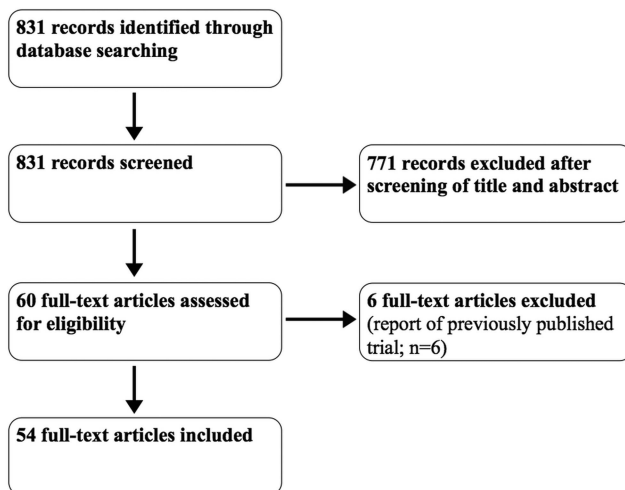 831 records identified through
database searching
831 records screened
771 records excluded after
screening of title and abstract
60 full-text articles assessed
for eligibility
6 full-text articles excluded
(report of previously published
trial; n=6)
54 full-text articles included